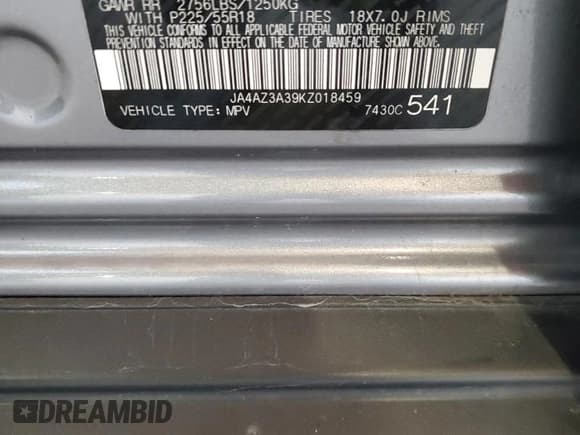 GAWR RR 2756LBS/1250KG
WITH P225/55R18 TIRES 18X7.0J RIMS
THIS VEHICLE CONFORMS TO ALL APPLICABLE FEDERAL
MOTOR VEHICLE SAFETY AND THEFT PREVENTION STANDARDS
IN EFFECT ON THE DATE OF MANUFACTURE SHOWN ABOVE.
JA4AZ3A39KZ018459
VEHICLE TYPE: MPV 7430C 541
DREAMBID